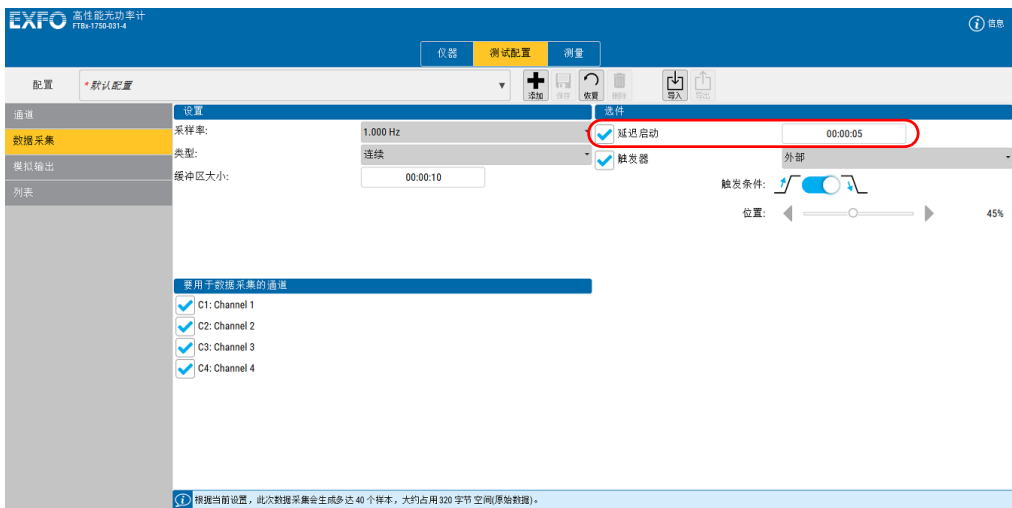 EXFO 高性能光功率计
FTBx-1750-031-4
信息
仪器 测试配置 测量
配置 *默认配置
添加 保存 恢复 删除 导入 导出
通道
数据采集
模拟输出
列表
设置
采样率: 1.000 Hz
类型: 连续
缓冲区大小: 00:00:10
选件
延迟启动 00:00:05
触发器 外部
触发条件:
位置: 45%
要用于数据采集的通道
C1: Channel 1
C2: Channel 2
C3: Channel 3
C4: Channel 4
根据当前设置，此次数据采集会生成多达 40 个样本，大约占用 320 字节 空间(原始数据)。